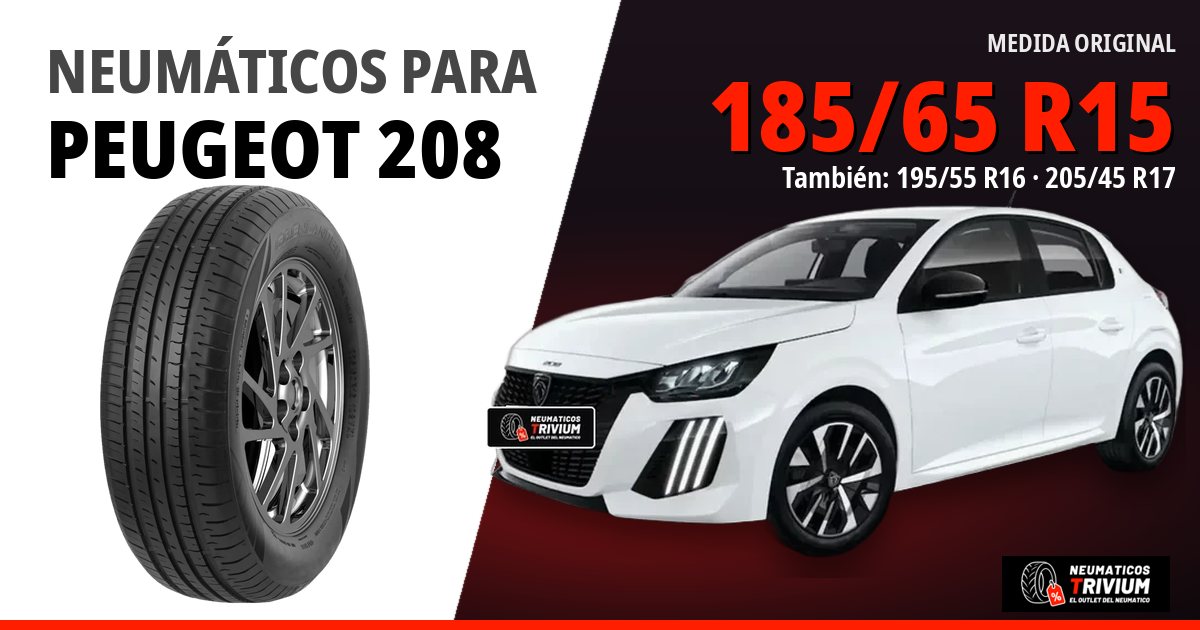 NEUMÁTICOS PARA
PEUGEOT 208
MEDIDA ORIGINAL
185/65 R15
También: 195/55 R16 · 205/45 R17
208
NEUMATICOS
TRIVIUM
EL OUTLET DEL NEUMATICO
%
NEUMATICOS
TRIVIUM
EL OUTLET DEL NEUMATICO